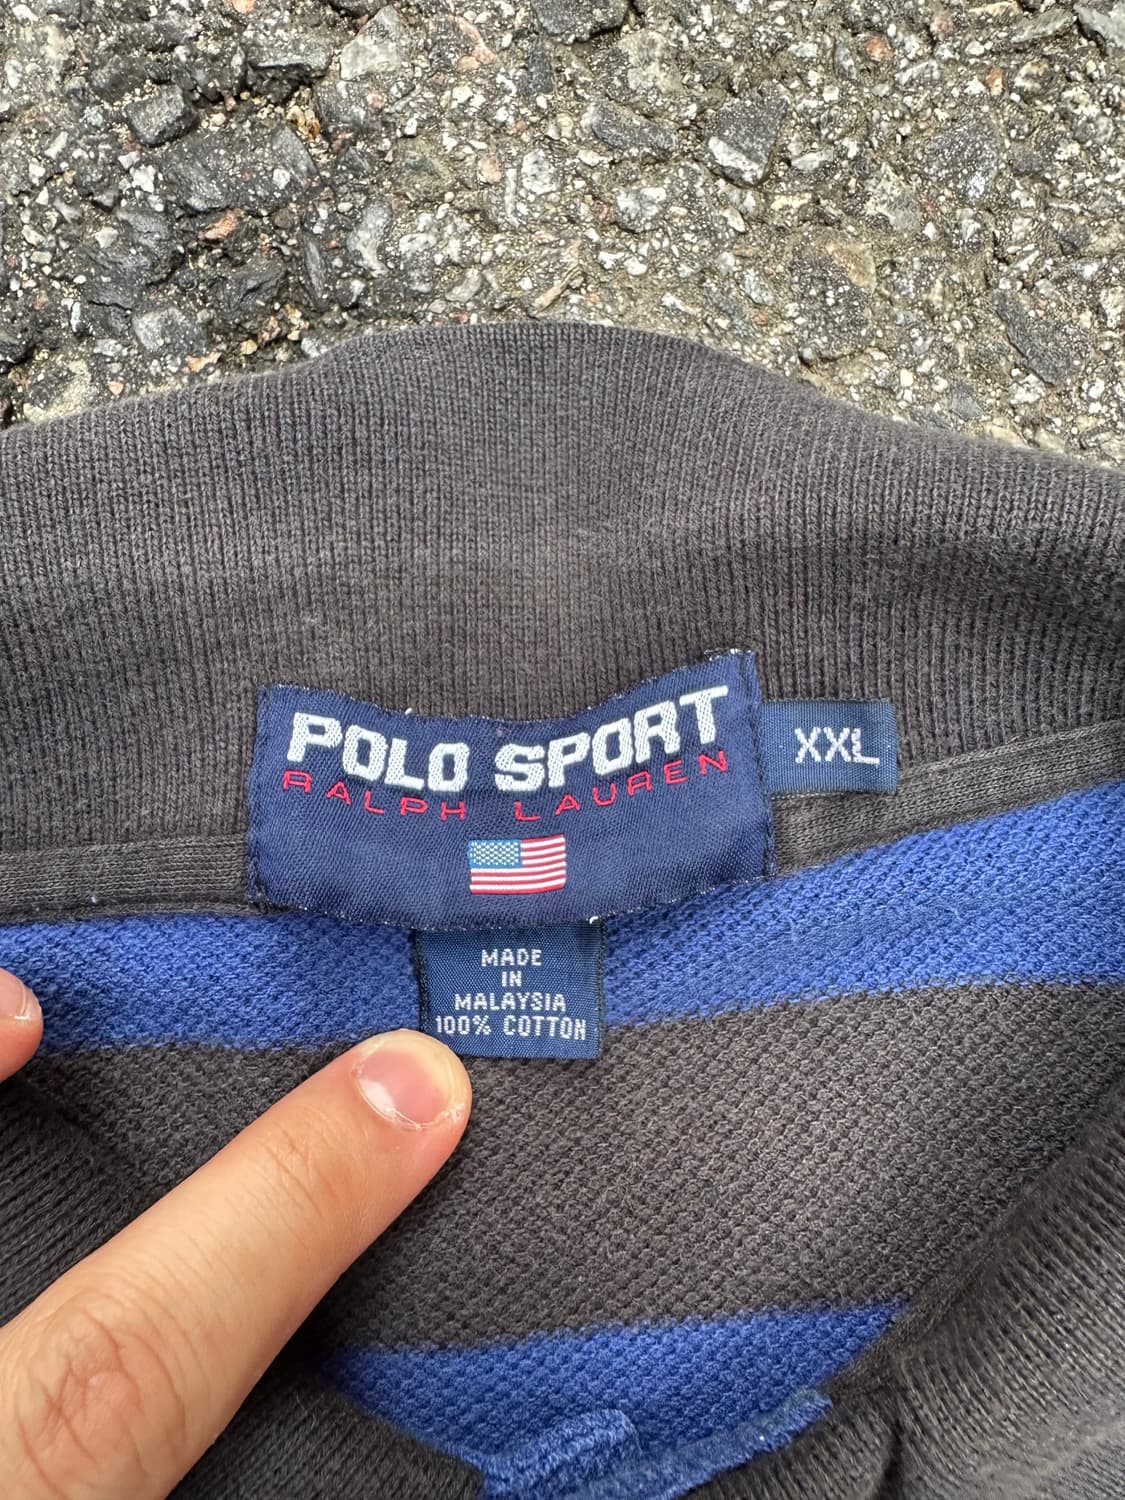 POLO SPORT
RALPH LAUREN
XXL
MADE
IN
MALAYSIA
100% COTTON